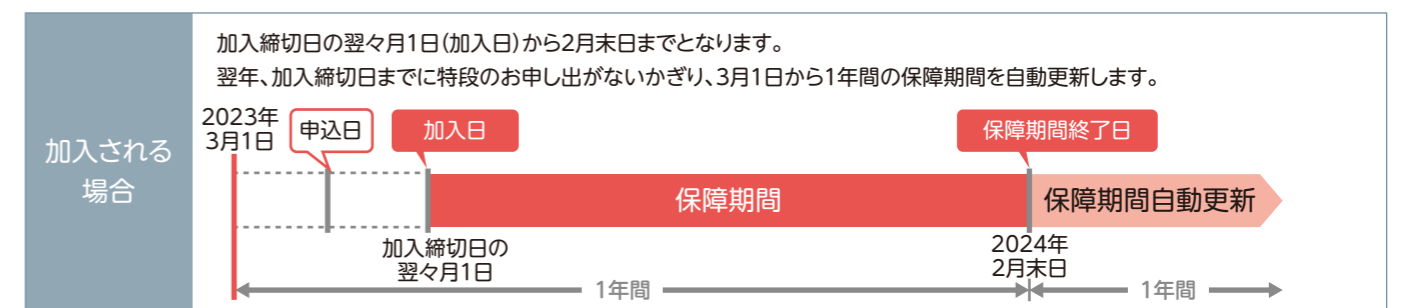 加入される
場合
加入締切日の翌々月1日(加入日)から2月末日までとなります。
翌年、加入締切日までに特段のお申し出がないかぎり、3月1日から1年間の保障期間を自動更新します。
2023年
3月1日
申込日
加入日
保障期間終了日
保障期間
保障期間自動更新
加入締切日の
翌々月1日
2024年
2月末日
1年間
1年間